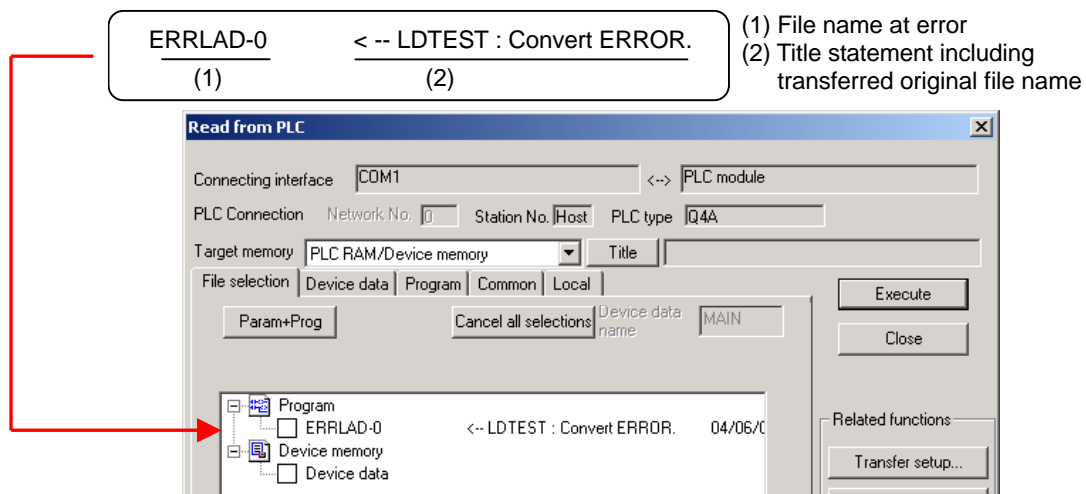 ERRLAD-0 < -- LDTEST : Convert ERROR.
(1) (2)
(1) File name at error
(2) Title statement including
transferred original file name
Read from PLC
Connecting interface COM1 <--> PLC module
PLC Connection Network No. 0 Station No. Host PLC type Q4A
Target memory PLC RAM/Device memory Title
File selection Device data Program Common Local
Execute
Param+Prog Cancel all selections Device data name MAIN
Close
Program
ERRLAD-0 <-- LDTEST : Convert ERROR. 04/06/0
Device memory
Device data
Related functions
Transfer setup...